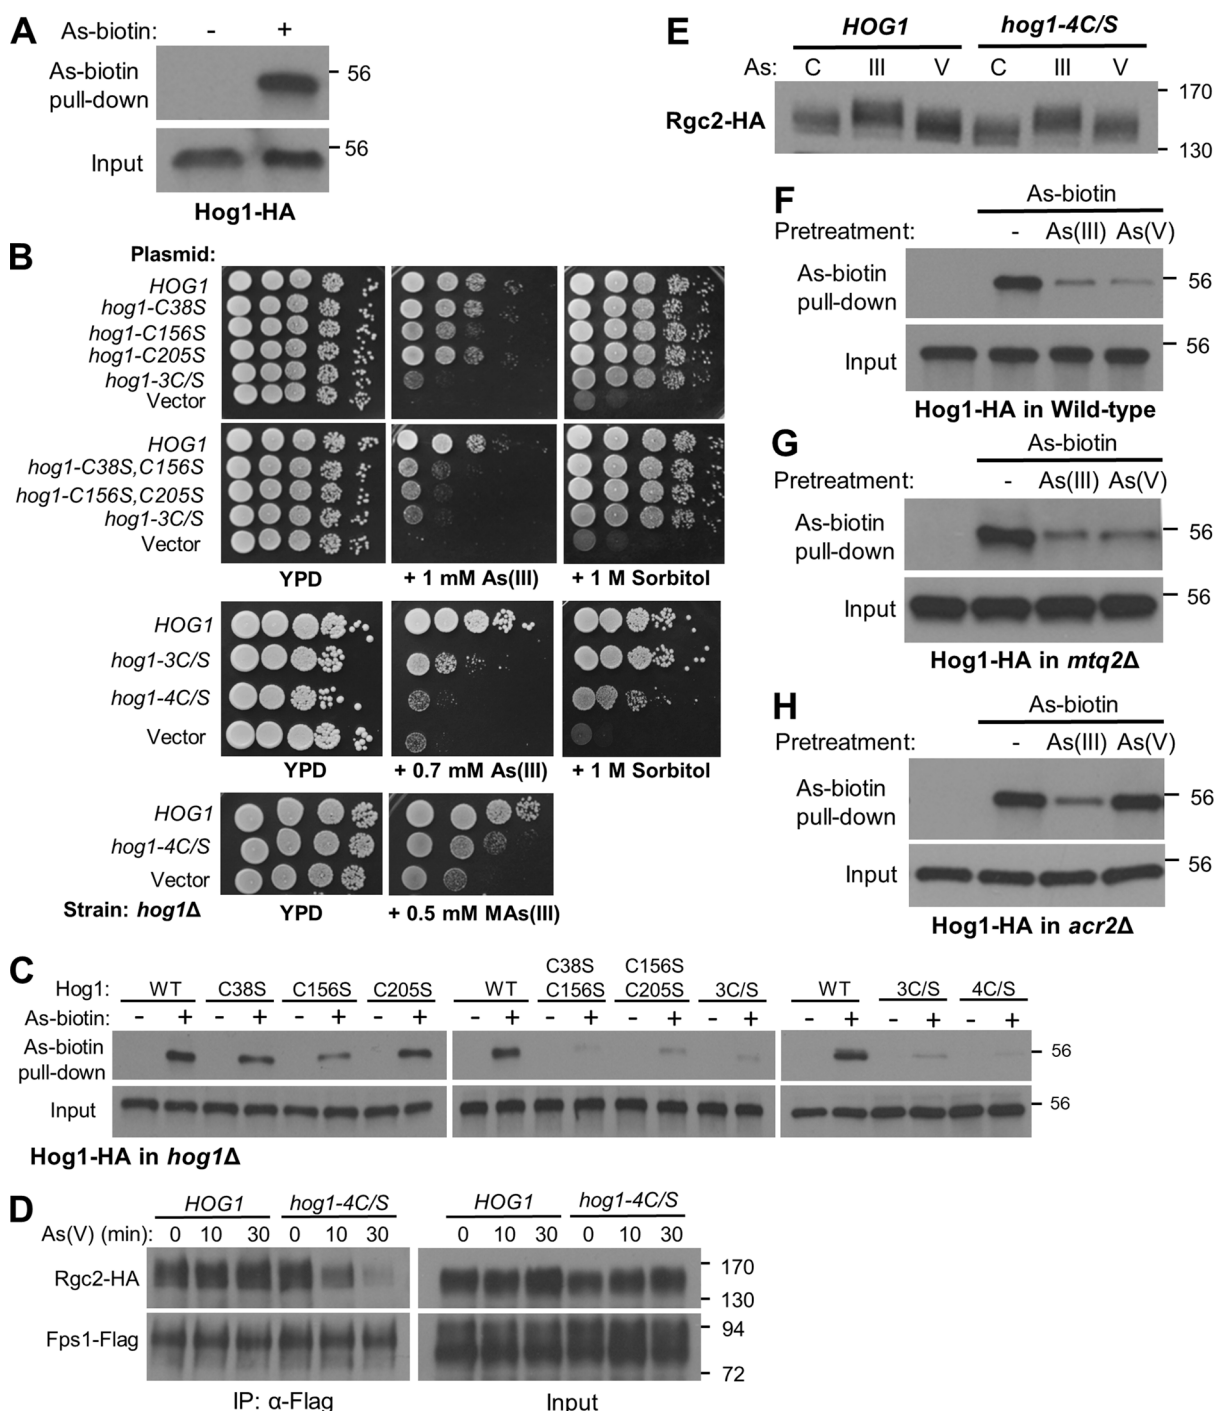 A
As-biotin: - +
As-biotin
pull-down
56
Input
56
Hog1-HA
B
Plasmid:
HOG1
hog1-C38S
hog1-C156S
hog1-C205S
hog1-3C/S
Vector
HOG1
hog1-C38S,C156S
hog1-C156S,C205S
hog1-3C/S
Vector
YPD + 1 mM As(III) + 1 M Sorbitol
HOG1
hog1-3C/S
hog1-4C/S
Vector
YPD + 0.7 mM As(III) + 1 M Sorbitol
HOG1
hog1-4C/S
Vector
Strain: hog1Δ YPD + 0.5 mM MAs(III)
C
Hog1: WT C38S C156S C205S WT C38S C156S C156S C205S 3C/S WT 3C/S 4C/S
As-biotin: - + - + - + - + - + - + - + - + - + - + - +
As-biotin
pull-down
56
Input
56
Hog1-HA in hog1Δ
D
HOG1 hog1-4C/S HOG1 hog1-4C/S
As(V) (min): 0 10 30 0 10 30 0 10 30 0 10 30
Rgc2-HA
170
130
Fps1-Flag
94
72
IP: α-Flag Input
E
HOG1 hog1-4C/S
As: C III V C III V
Rgc2-HA
170
130
F
As-biotin
Pretreatment: - As(III) As(V)
As-biotin
pull-down
56
Input
56
Hog1-HA in Wild-type
G
As-biotin
Pretreatment: - As(III) As(V)
As-biotin
pull-down
56
Input
56
Hog1-HA in mtq2Δ
H
As-biotin
Pretreatment: - As(III) As(V)
As-biotin
pull-down
56
Input
56
Hog1-HA in acr2Δ